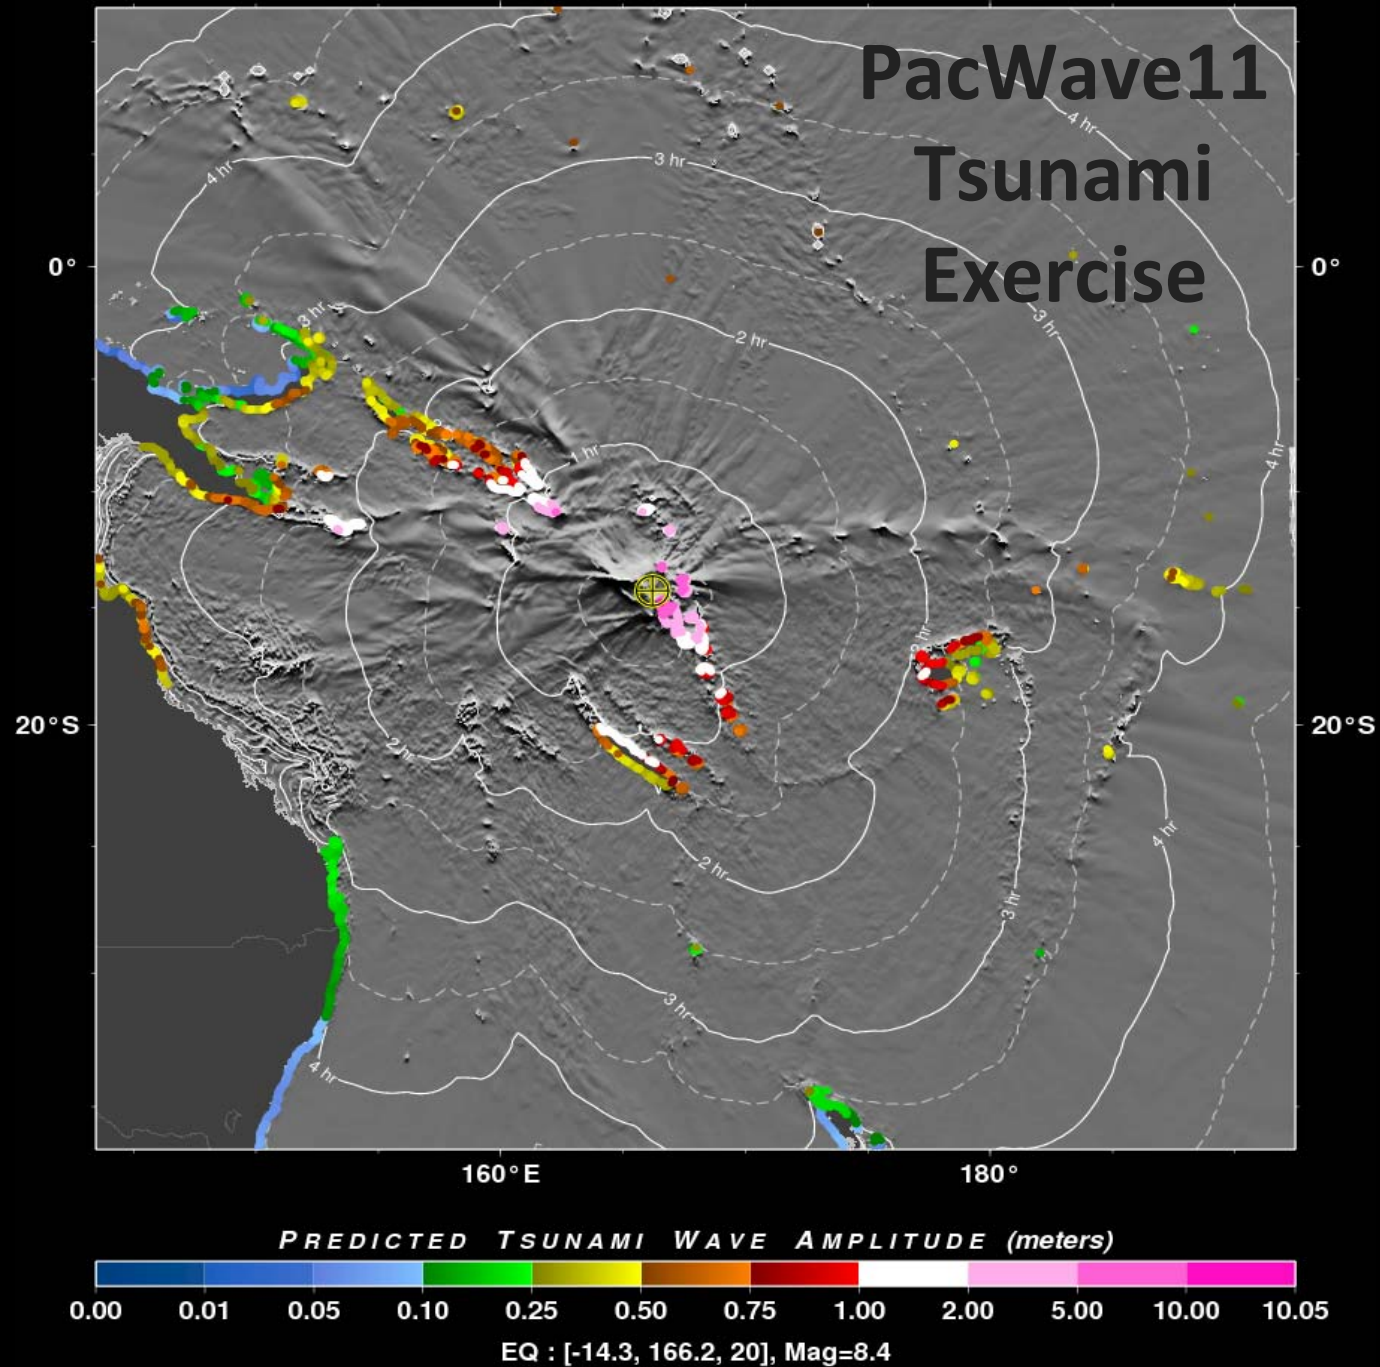 PacWave11
Tsunami
Exercise
4 hr
4 hr
3 hr
0°
0°
3 hr
3 hr
2 hr
1 hr
4 hr
20°S
20°S
2 hr
4 hr
2 hr
3 hr
3 hr
4 hr
160°E
180°
PREDICTED TSUNAMI WAVE AMPLITUDE (meters)
0.00 0.01 0.05 0.10 0.25 0.50 0.75 1.00 2.00 5.00 10.00 10.05
EQ : [-14.3, 166.2, 20], Mag=8.4